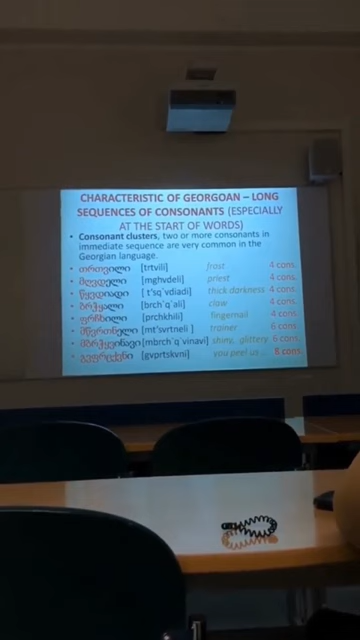 CHARACTERISTIC OF GEORGOAN – LONG
SEQUENCES OF CONSONANTS (ESPECIALLY
AT THE START OF WORDS)
• Consonant clusters, two or more consonants in
immediate sequence are very common in the
Georgian language.
• თრთვილი [trtvili] frost 4 cons.
• მღვდელი [mghvdeli] priest 4 cons.
• წყვდიადი [t'sq`vdiadi] thick darkness 4 cons.
• ბრჭყალი [brch`q`ali] claw 4 cons.
• ფრჩხილი [prchkhili] fingernail 4 cons.
• მწვრთნელი [mt'svrtneli ] trainer 6 cons.
• მბრჭყვინავი [mbrch`q`vinavi] shiny, glittery 6 cons.
• [gvprtskvni] you peel us 8 cons.